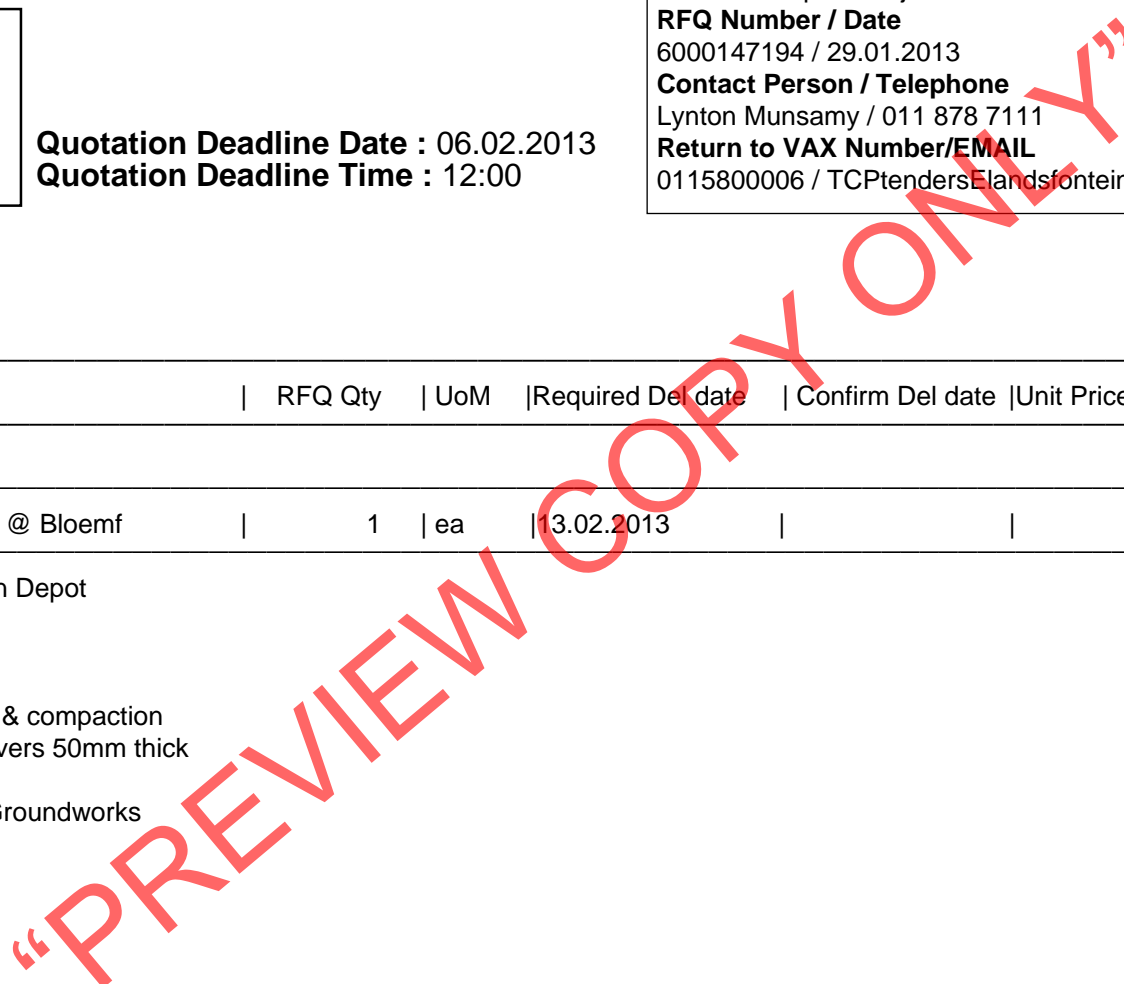 RFQ Number / Date
6000147194 / 29.01.2013
Contact Person / Telephone
Lynton Munsamy / 011 878 7111
Return to VAX Number/EMAIL
0115800006 / TCPtendersElandsfontein
Quotation Deadline Date : 06.02.2013
Quotation Deadline Time : 12:00
| RFQ Qty | UoM |Required Del date | Confirm Del date |Unit Price
@ Bloemf | 1 | ea |13.02.2013 | |
n Depot
& compaction
vers 50mm thick
Groundworks
“PREVIEW COPY ONLY”